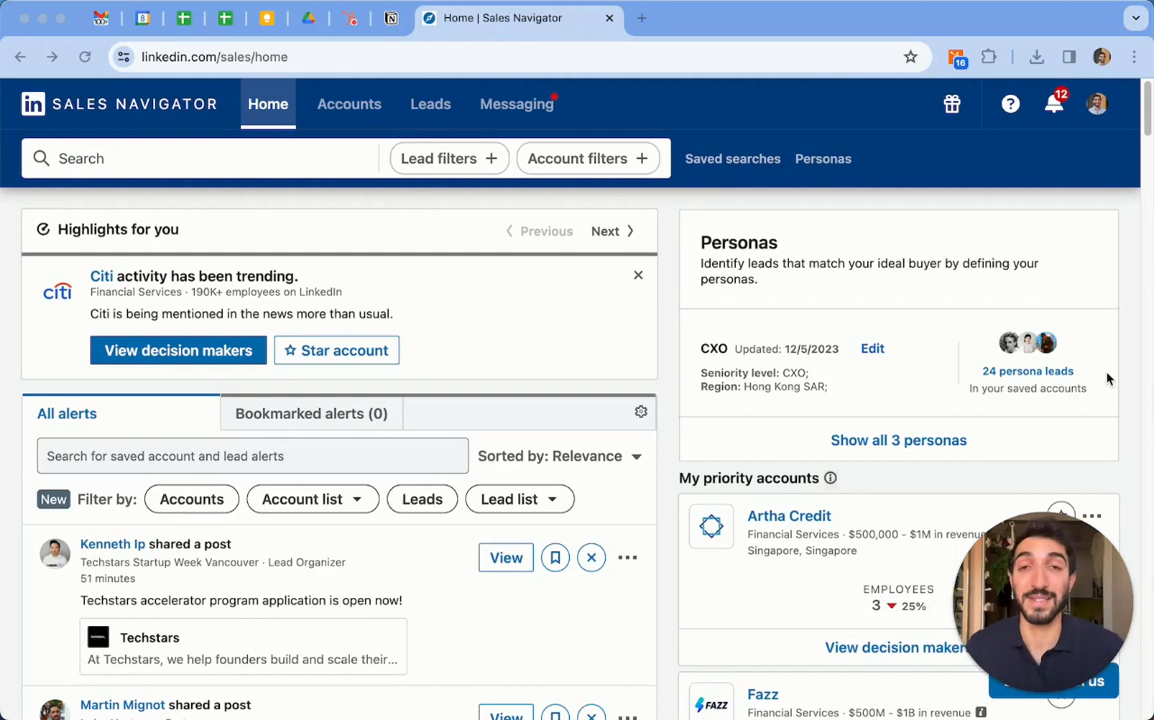 Home | Sales Navigator
linkedin.com/sales/home
16
in SALES NAVIGATOR
Home
Accounts
Leads
Messaging
12
Search
Lead filters +
Account filters +
Saved searches
Personas
Highlights for you
Previous
Next
Citi activity has been trending.
Financial Services · 190K+ employees on LinkedIn
Citi is being mentioned in the news more than usual.
citi
View decision makers
Star account
All alerts
Bookmarked alerts (0)
Search for saved account and lead alerts
Sorted by: Relevance
New Filter by:
Accounts
Account list
Leads
Lead list
Kenneth Ip shared a post
Techstars Startup Week Vancouver · Lead Organizer
51 minutes
View
Techstars accelerator program application is open now!
Techstars
At Techstars, we help founders build and scale their...
Martin Mignot shared a post
View
Personas
Identify leads that match your ideal buyer by defining your
personas.
CXO Updated: 12/5/2023 Edit
Seniority level: CXO;
Region: Hong Kong SAR;
24 persona leads
In your saved accounts
Show all 3 personas
My priority accounts
Artha Credit
Financial Services · $500,000 - $1M in revenue
Singapore, Singapore
EMPLOYEES
3 25%
View decision maker
us
FAZZ
Fazz
Financial Services · $500M - $1B in revenue